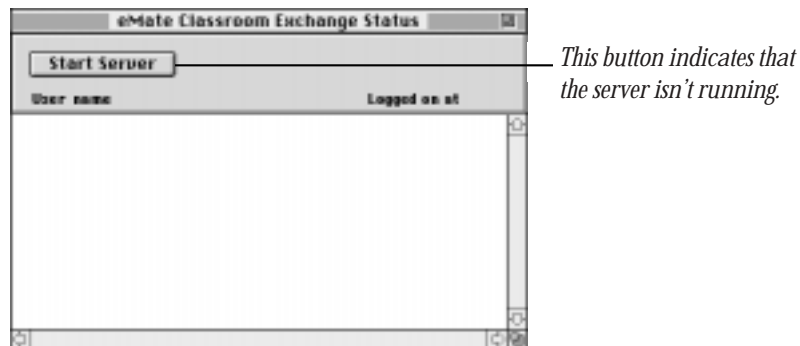 eMate Classroom Exchange Status
Start Server
This button indicates that
the server isn't running.
User name Logged on at